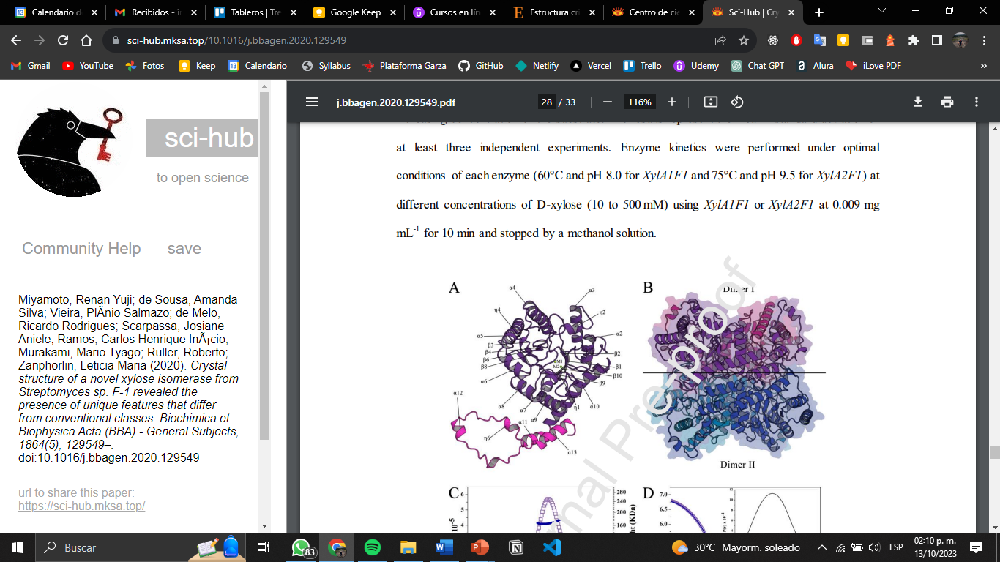 Calendario d
Recibidos - i
Tableros | Tre
Google Keep
Cursos en lín
Estructura cri
Centro de cie
Sci-Hub | Cry
sci-hub.mksa.top/10.1016/j.bbagen.2020.129549
Gmail
YouTube
Fotos
Keep
Calendario
Syllabus
Plataforma Garza
GitHub
Netlify
Vercel
Trello
Udemy
Chat GPT
Alura
iLove PDF
»
sci-hub
to open science
Community Help
save
Miyamoto, Renan Yuji; de Sousa, Amanda
Silva; Vieira, PlÃnio Salmazo; de Melo,
Ricardo Rodrigues; Scarpassa, Josiane
Aniele; Ramos, Carlos Henrique InÃ¡cio;
Murakami, Mario Tyago; Ruller, Roberto;
Zanphorlin, Leticia Maria (2020). Crystal
structure of a novel xylose isomerase from
Streptomyces sp. F-1 revealed the
presence of unique features that differ
from conventional classes. Biochimica et
Biophysica Acta (BBA) - General Subjects,
1864(5), 129549–.
doi:10.1016/j.bbagen.2020.129549
url to share this paper:
https://sci-hub.mksa.top/
j.bbagen.2020.129549.pdf
28 / 33
116%
at least three independent experiments. Enzyme kinetics were performed under optimal
conditions of each enzyme (60°C and pH 8.0 for XylA1F1 and 75°C and pH 9.5 for XylA2F1) at
different concentrations of D-xylose (10 to 500 mM) using XylA1F1 or XylA2F1 at 0.009 mg
mL-1 for 10 min and stopped by a methanol solution.
A
α4
α3
η4
η2
α5
α2
β3
β4
β6
β8
β2
M1
M2
β1
β10
β9
α6
α12
α8
α7
η1
α10
α11
α9
η6
α13
B
Dimer I
Dimer II
Pre-proof
C
6
5
4
10-5
280
240
200
160
ht (KDa)
D
7.0
6.5
6.0
12
10
8
6
4
P(r) x 10-4
Buscar
83
30°C Mayorm. soleado
ESP
02:10 p. m.
13/10/2023